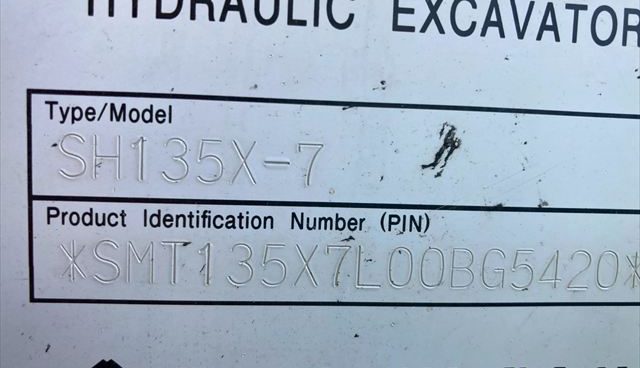 HYDRAULIC EXCAVATOR
Type/Model
SH135X-7
Product Identification Number (PIN)
*SMT135X7L00BG5420*